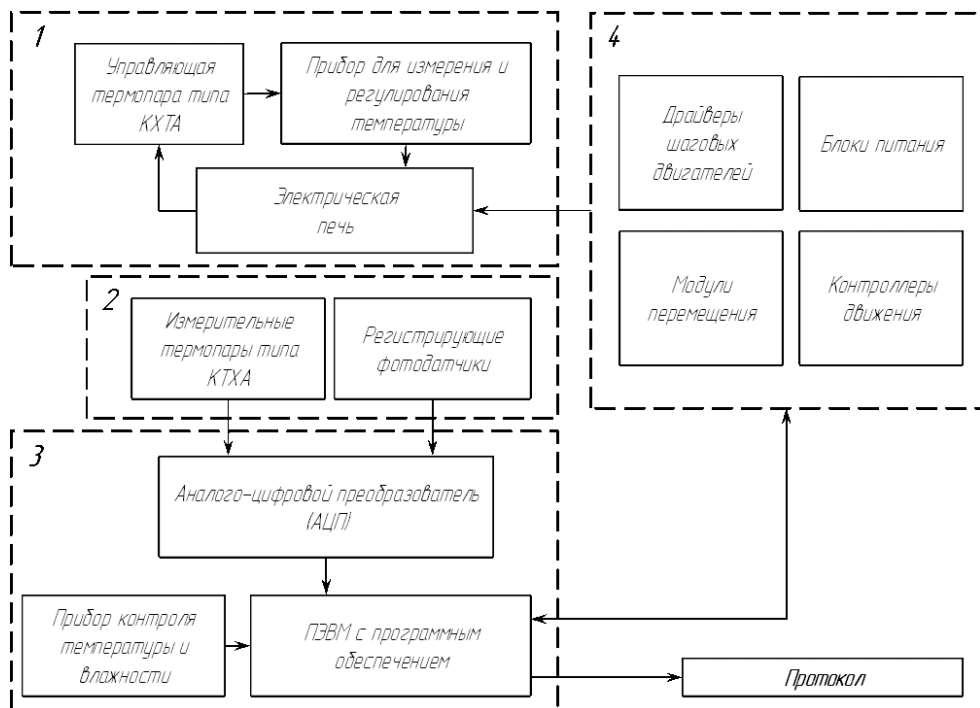 1
Управляющая
термопара типа
КХТА
Прибор для измерения и
регулирования
температуры
Электрическая
печь
2
Измерительные
термопары типа
КТХА
Регистрирующие
фотодатчики
3
Аналого-цифровой преобразователь
(АЦП)
Прибор контроля
температуры и
влажности
ПЭВМ с программным
обеспечением
4
Драйверы
шаговых
двигателей
Блоки питания
Модули
перемещения
Контроллеры
движения
Протокол